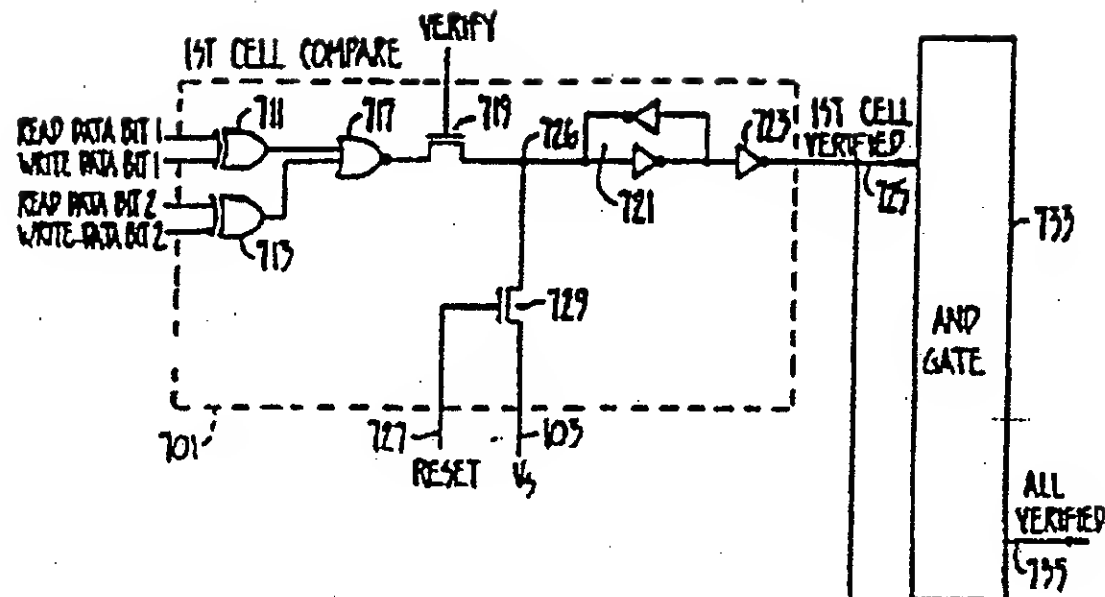 VERIFY
1ST CELL COMPARE
711
717
719
726
723
1ST CELL
VERIFIED
READ DATA BIT 1
WRITE DATA BIT 1
READ DATA BIT 2
WRITE DATA BIT 2
713
721
725
733
729
AND
GATE
701
727
103
RESET
Vs
ALL
VERIFIED
735